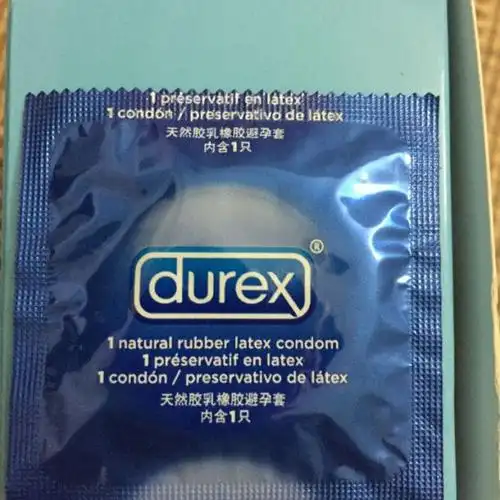 1 préservatif en latex
1 condón / preservativo de látex
天然胶乳橡胶避孕套
内含1只
durex®
1 natural rubber latex condom
1 préservatif en latex
1 condón / preservativo de látex
天然胶乳橡胶避孕套
内含1只